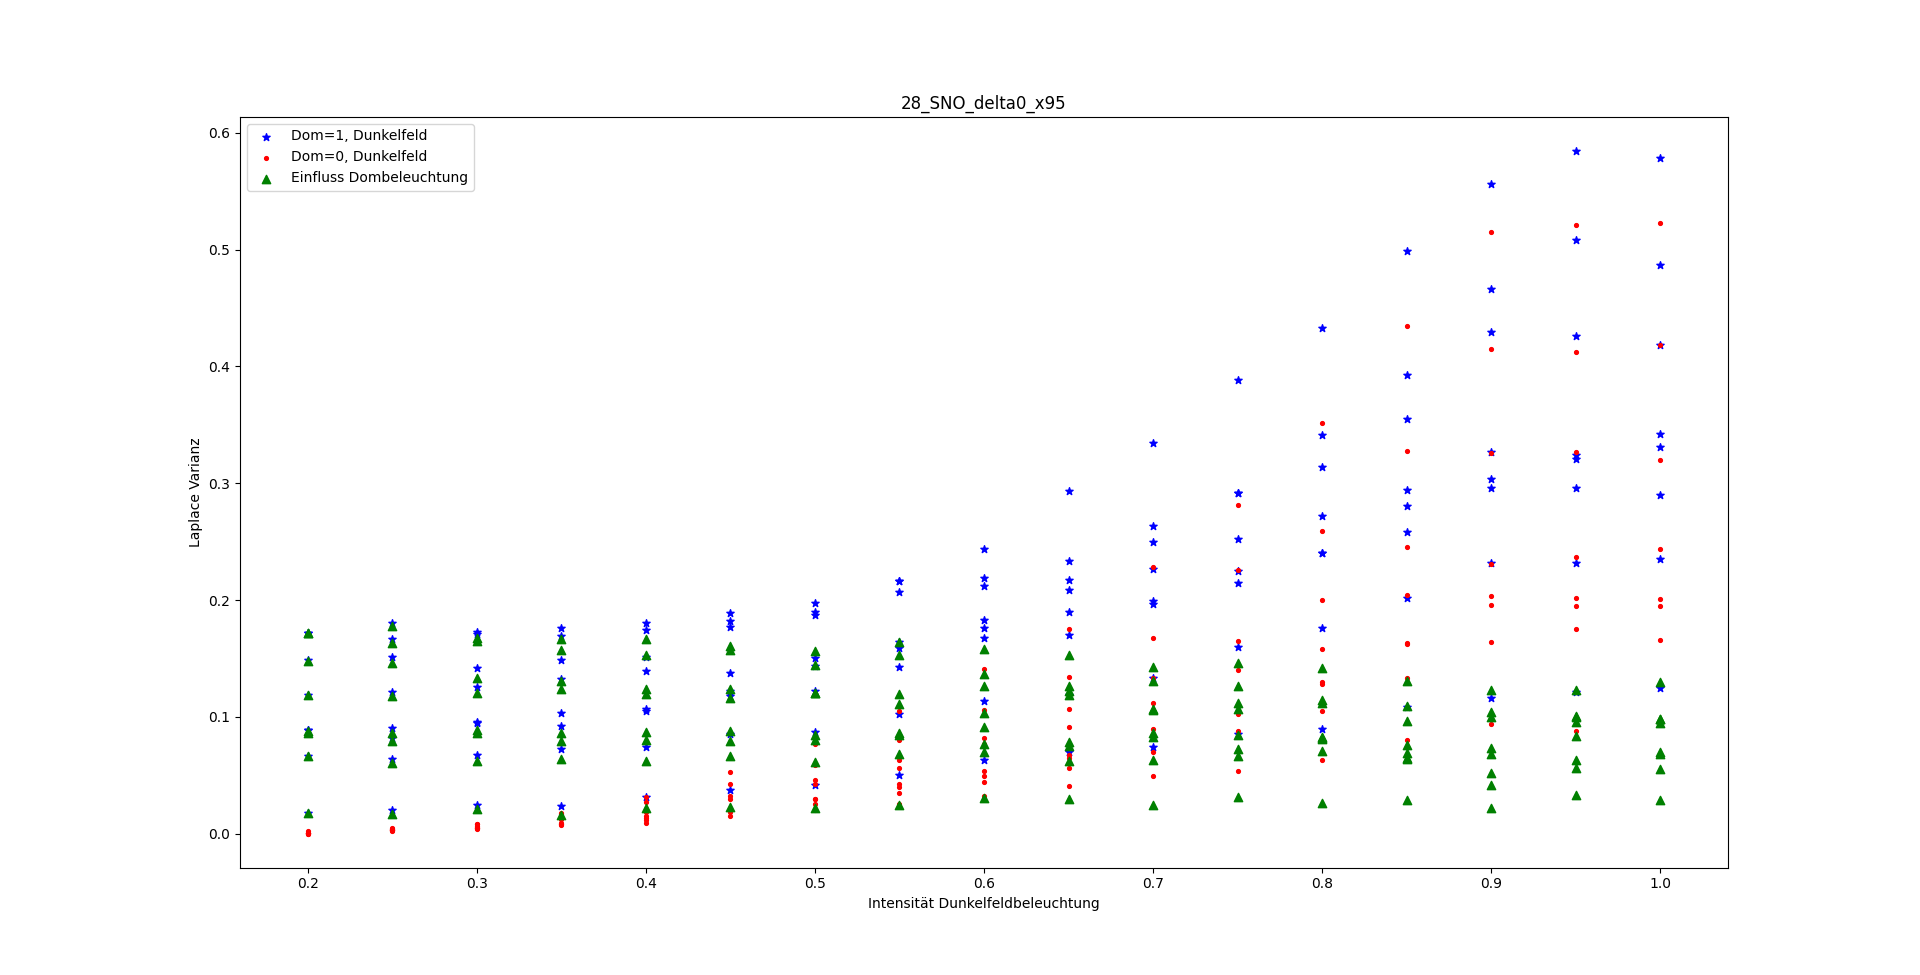 28_SNO_delta0_x95
Dom=1, Dunkelfeld
Dom=0, Dunkelfeld
Einfluss Dombeleuchtung
Laplace Varianz
0.6
0.5
0.4
0.3
0.2
0.1
0.0
0.2 0.3 0.4 0.5 0.6 0.7 0.8 0.9 1.0
Intensität Dunkelfeldbeleuchtung